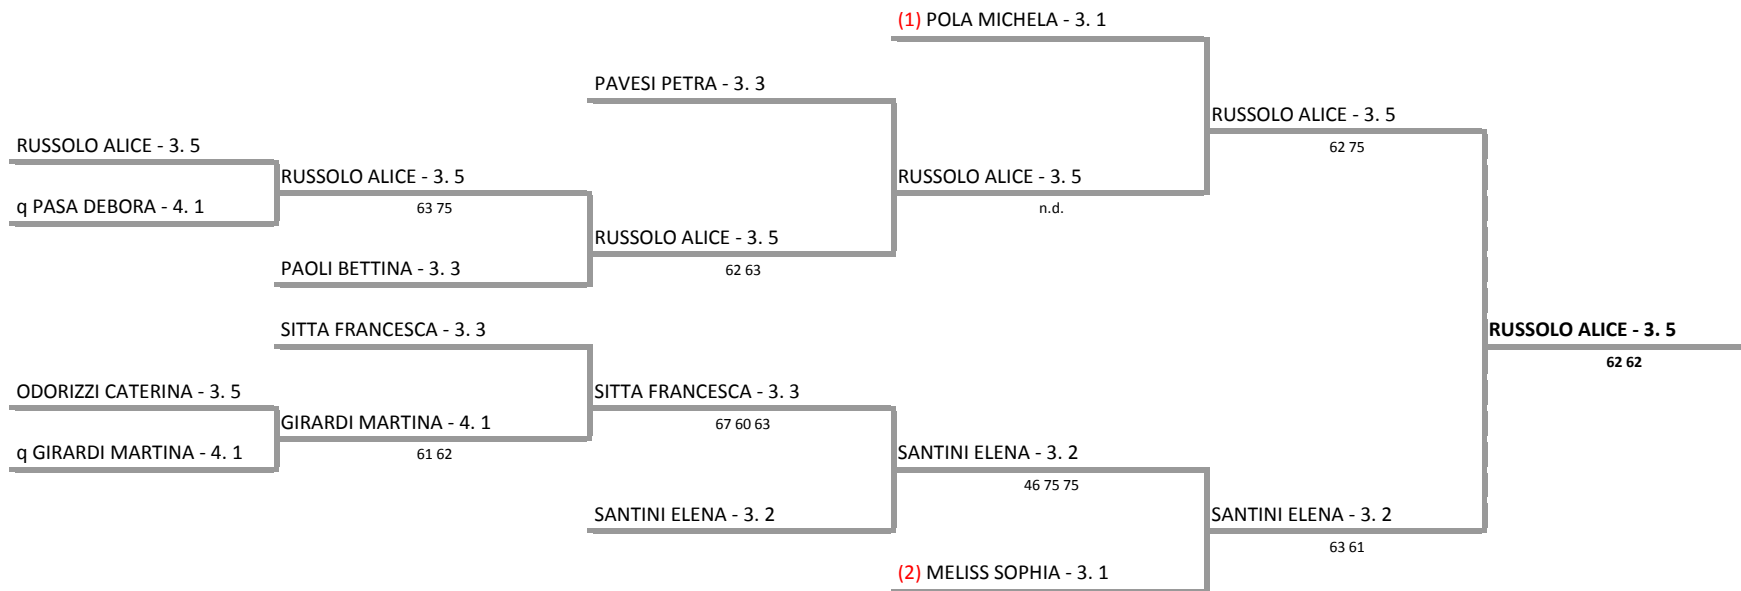 (1) POLA MICHELA - 3. 1
PAVESI PETRA - 3. 3
RUSSOLO ALICE - 3. 5
62 75
RUSSOLO ALICE - 3. 5
RUSSOLO ALICE - 3. 5
63 75
RUSSOLO ALICE - 3. 5
n.d.
q PASA DEBORA - 4. 1
RUSSOLO ALICE - 3. 5
62 63
PAOLI BETTINA - 3. 3
SITTA FRANCESCA - 3. 3
RUSSOLO ALICE - 3. 5
62 62
ODORIZZI CATERINA - 3. 5
SITTA FRANCESCA - 3. 3
67 60 63
GIRARDI MARTINA - 4. 1
61 62
q GIRARDI MARTINA - 4. 1
SANTINI ELENA - 3. 2
46 75 75
SANTINI ELENA - 3. 2
SANTINI ELENA - 3. 2
63 61
(2) MELISS SOPHIA - 3. 1